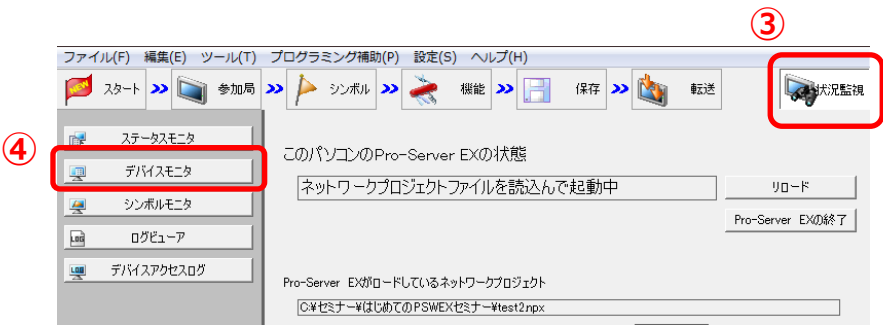 ③
ファイル(F) 編集(E) ツール(T) プログラミング補助(P) 設定(S) ヘルプ(H)
NEW スタート 参加局 シンボル 機能 保存 転送 状況監視
④
ステータスモニタ
デバイスモニタ
シンボルモニタ
LOG ログビューア
デバイスアクセスログ
このパソコンのPro-Server EXの状態
ネットワークプロジェクトファイルを読込んで起動中
リロード
Pro-Server EXの終了
Pro-Server EXがロードしているネットワークプロジェクト
C:¥セミナー¥はじめてのPSWEXセミナー¥test2.npx